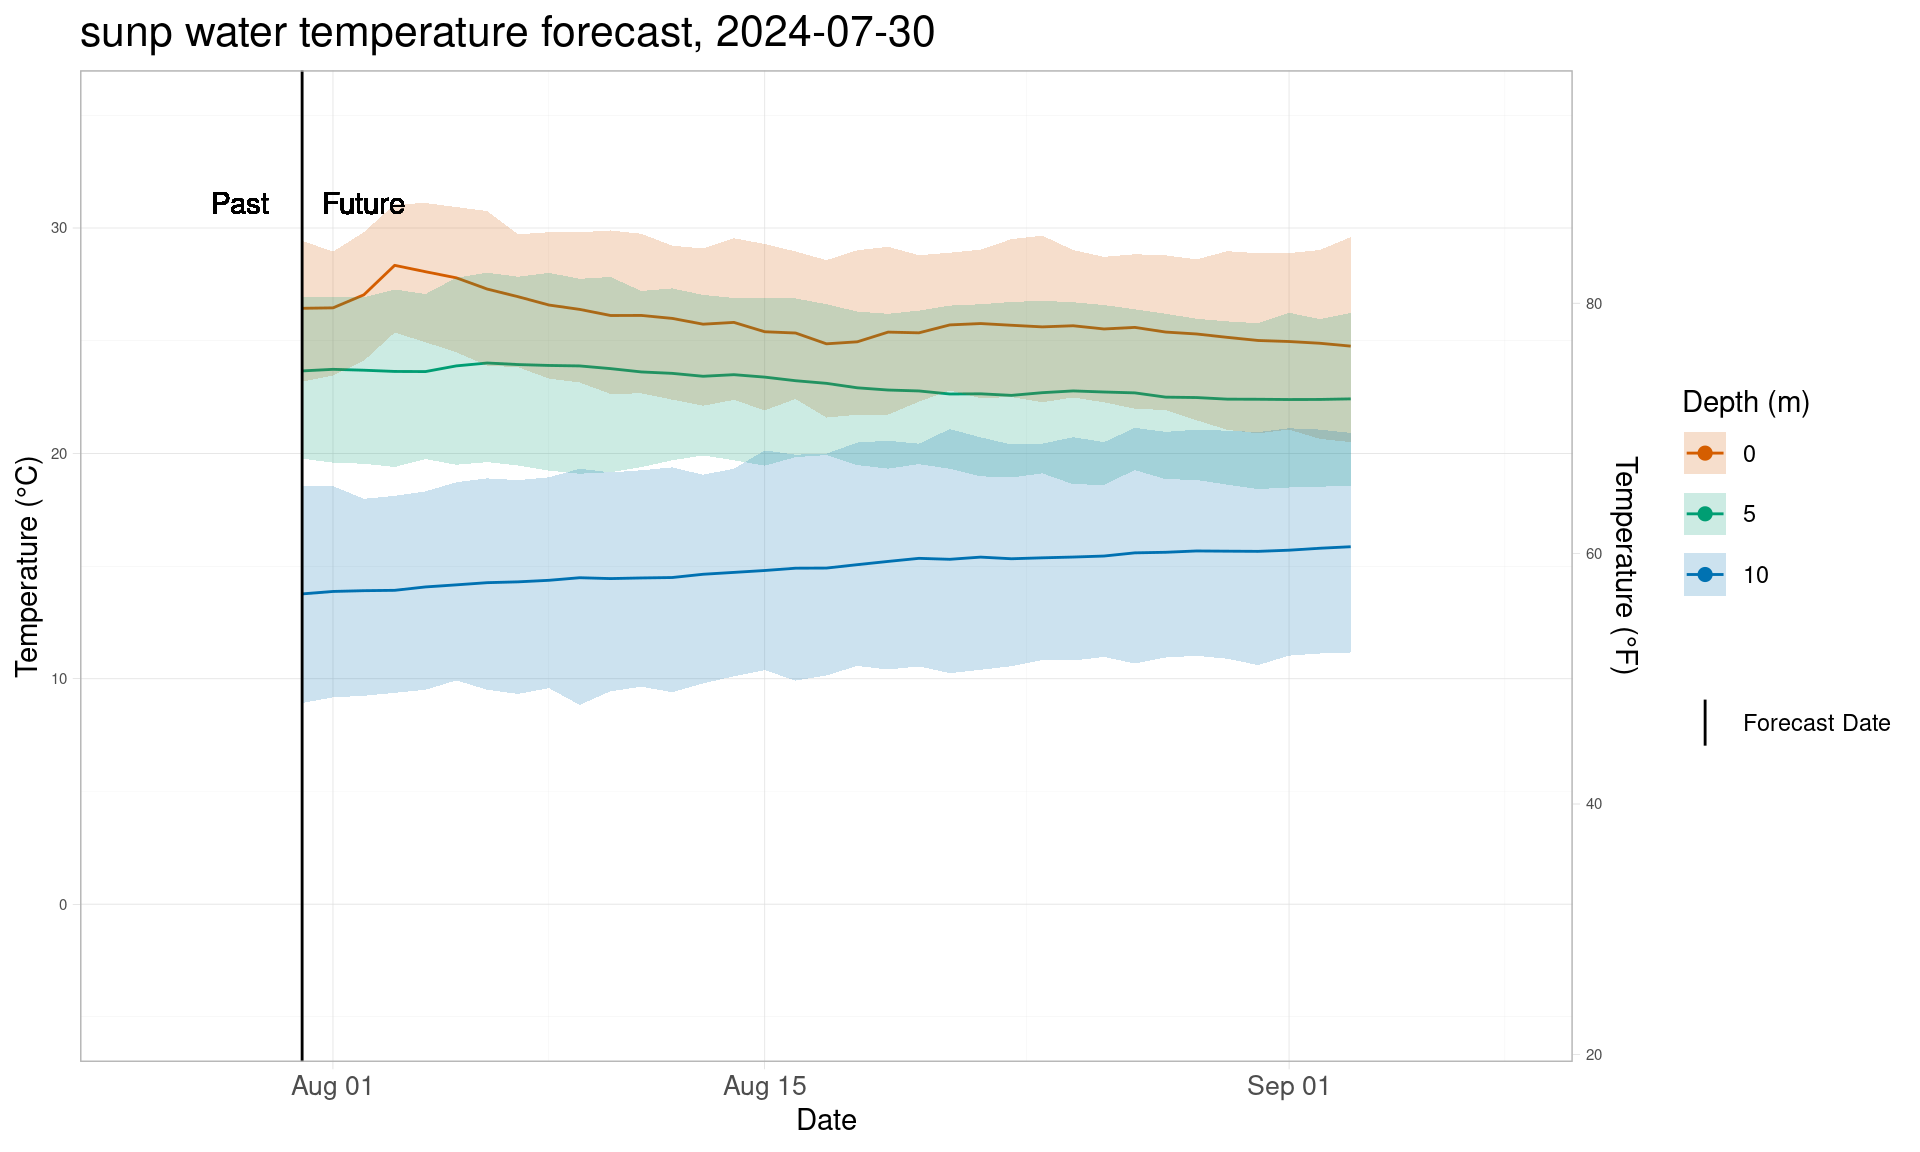 sunp water temperature forecast, 2024-07-30
Past
Future
30
20
10
0
Temperature (°C)
80
60
40
20
Temperature (°F)
Aug 01
Aug 15
Sep 01
Date
Depth (m)
0
5
10
Forecast Date